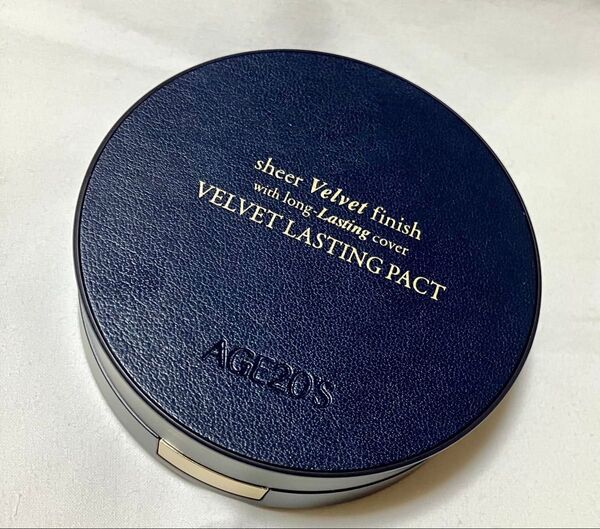 sheer Velvet finish
with long-Lasting cover
VELVET LASTING PACT
AGE20'S